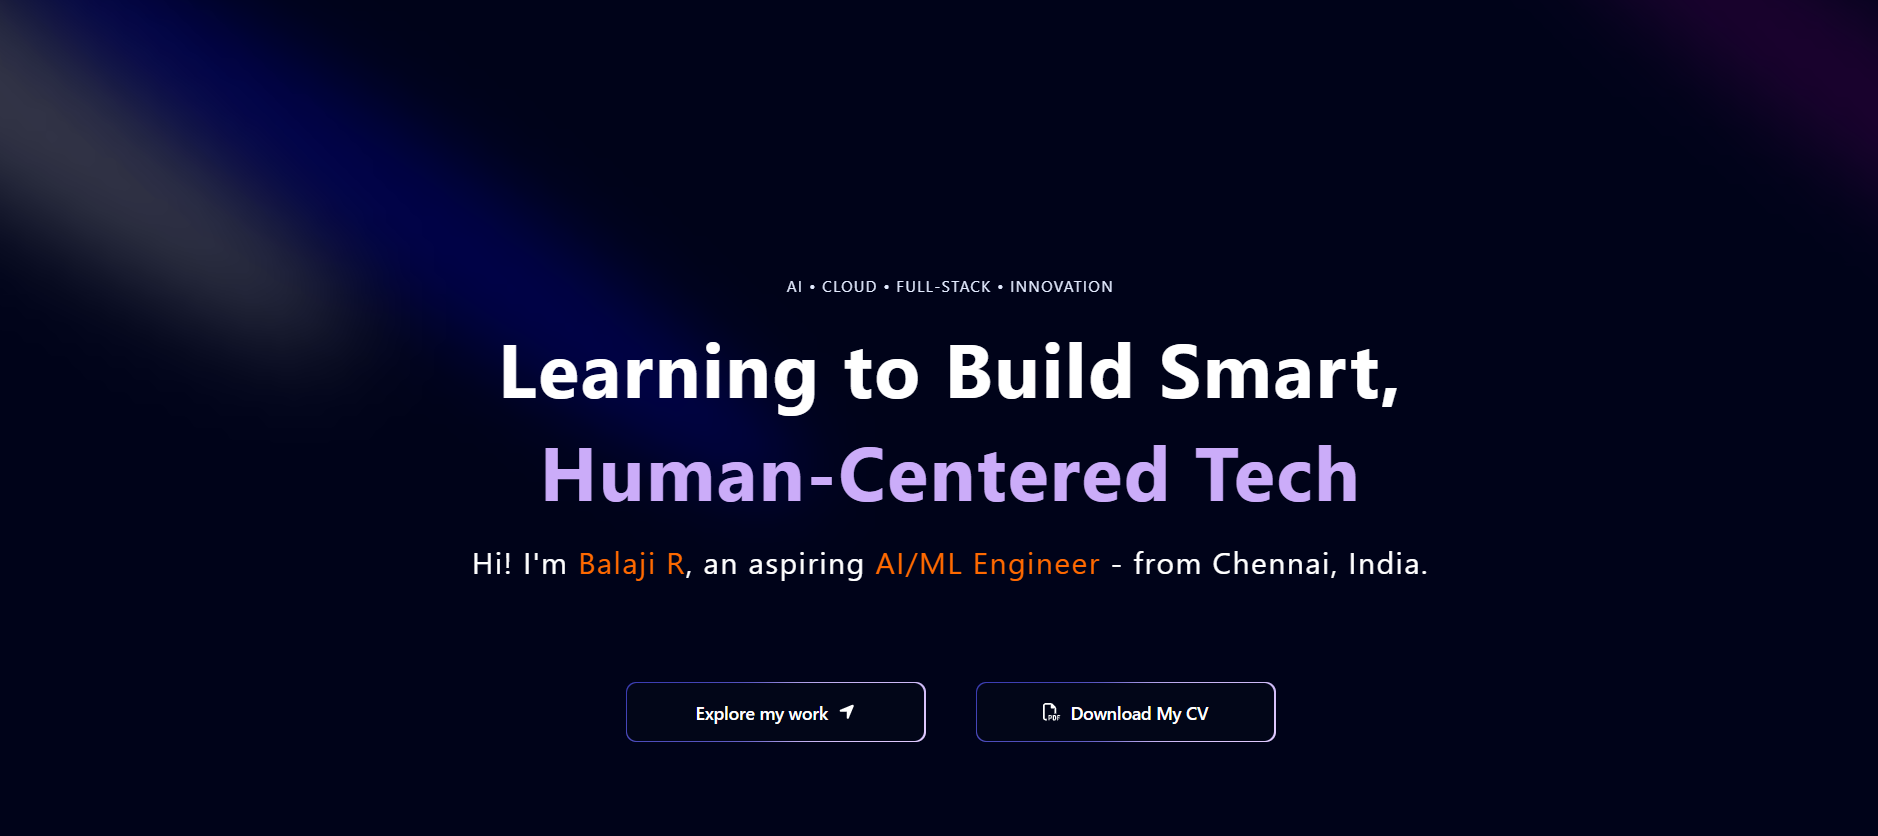 AI • CLOUD • FULL-STACK • INNOVATION
Learning to Build Smart,
Human-Centered Tech
Hi! I'm Balaji R, an aspiring AI/ML Engineer - from Chennai, India.
Explore my work
PDF Download My CV